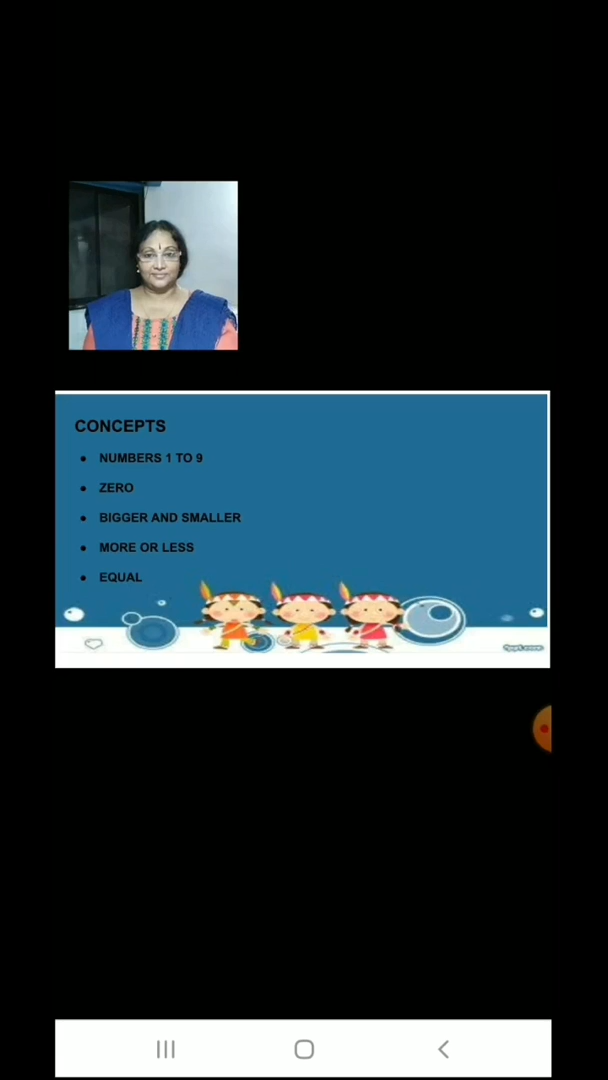 CONCEPTS
● NUMBERS 1 TO 9
● ZERO
● BIGGER AND SMALLER
● MORE OR LESS
● EQUAL